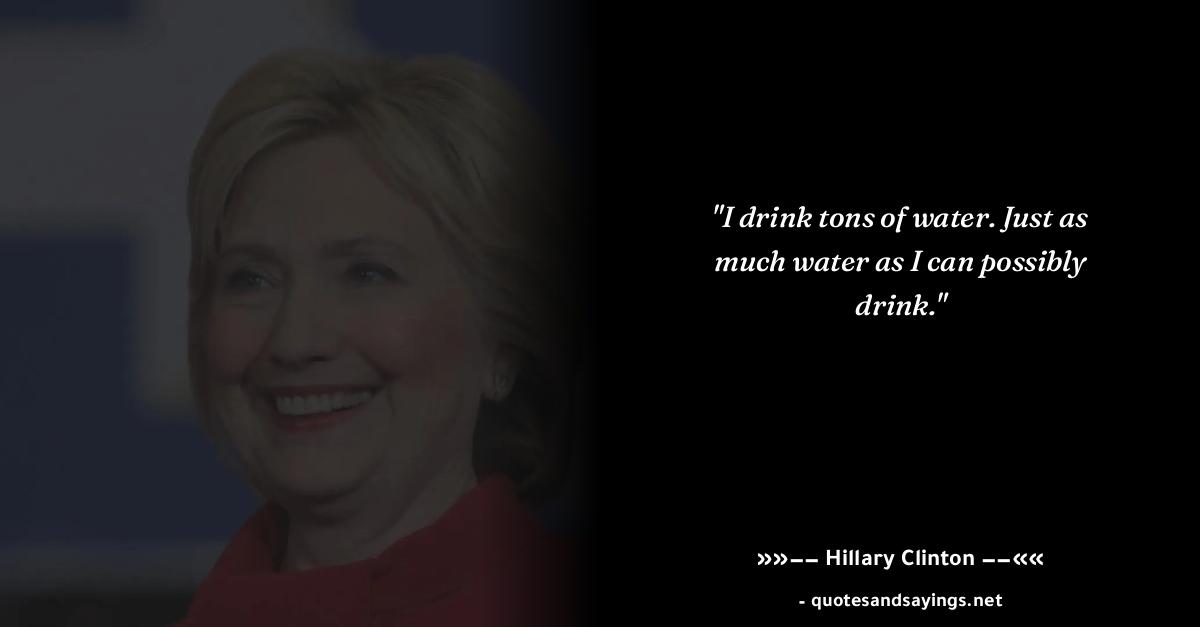 "I drink tons of water. Just as
much water as I can possibly
drink."
»»–– Hillary Clinton ––««
- quotesandsayings.net